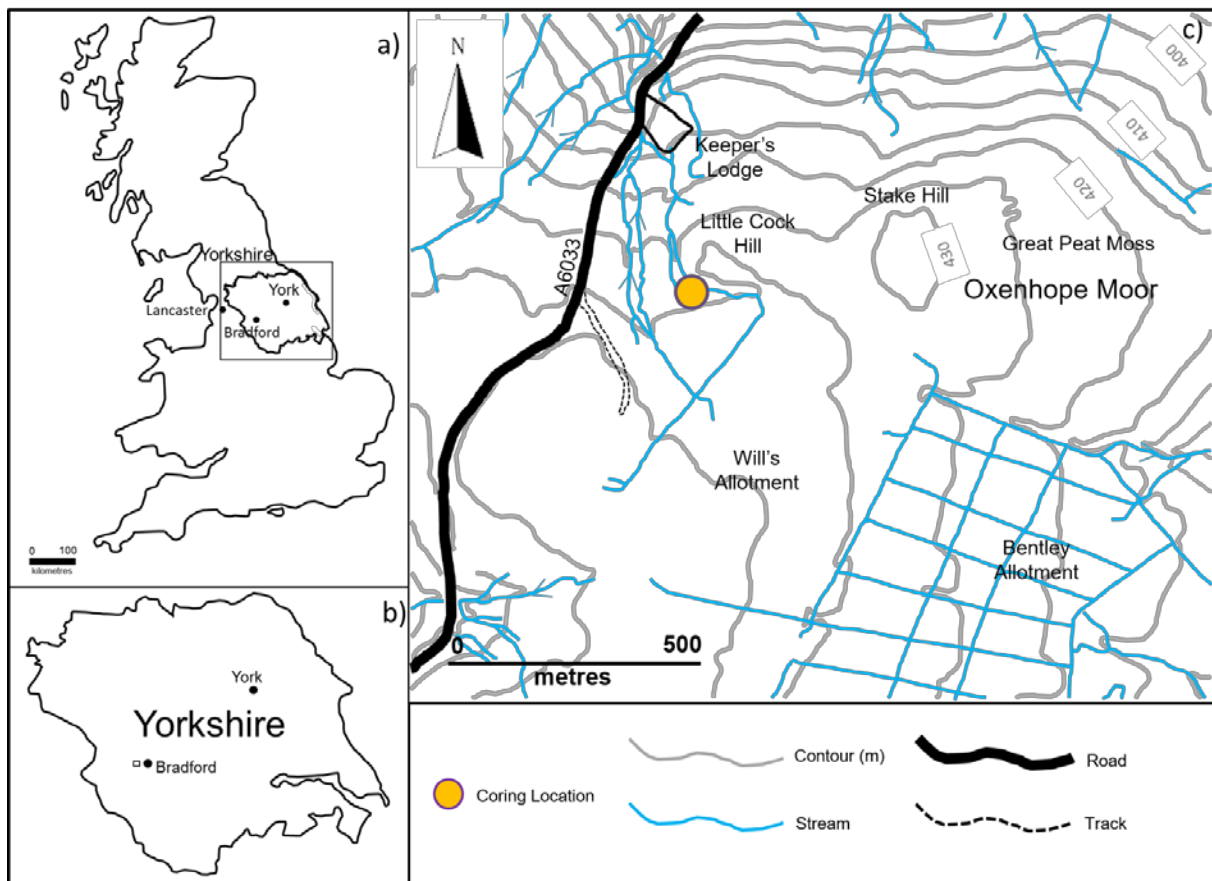 a)
Yorkshire
York
Lancaster
Bradford
0 100
kilometres
b)
York
Yorkshire
Bradford
c)
N
400
410
420
430
Keeper's
Lodge
Stake Hill
Little Cock
Hill
Great Peat Moss
Oxenhope Moor
A6033
Will's
Allotment
Bentley
Allotment
0 500
metres
Coring Location
Contour (m)
Stream
Road
Track